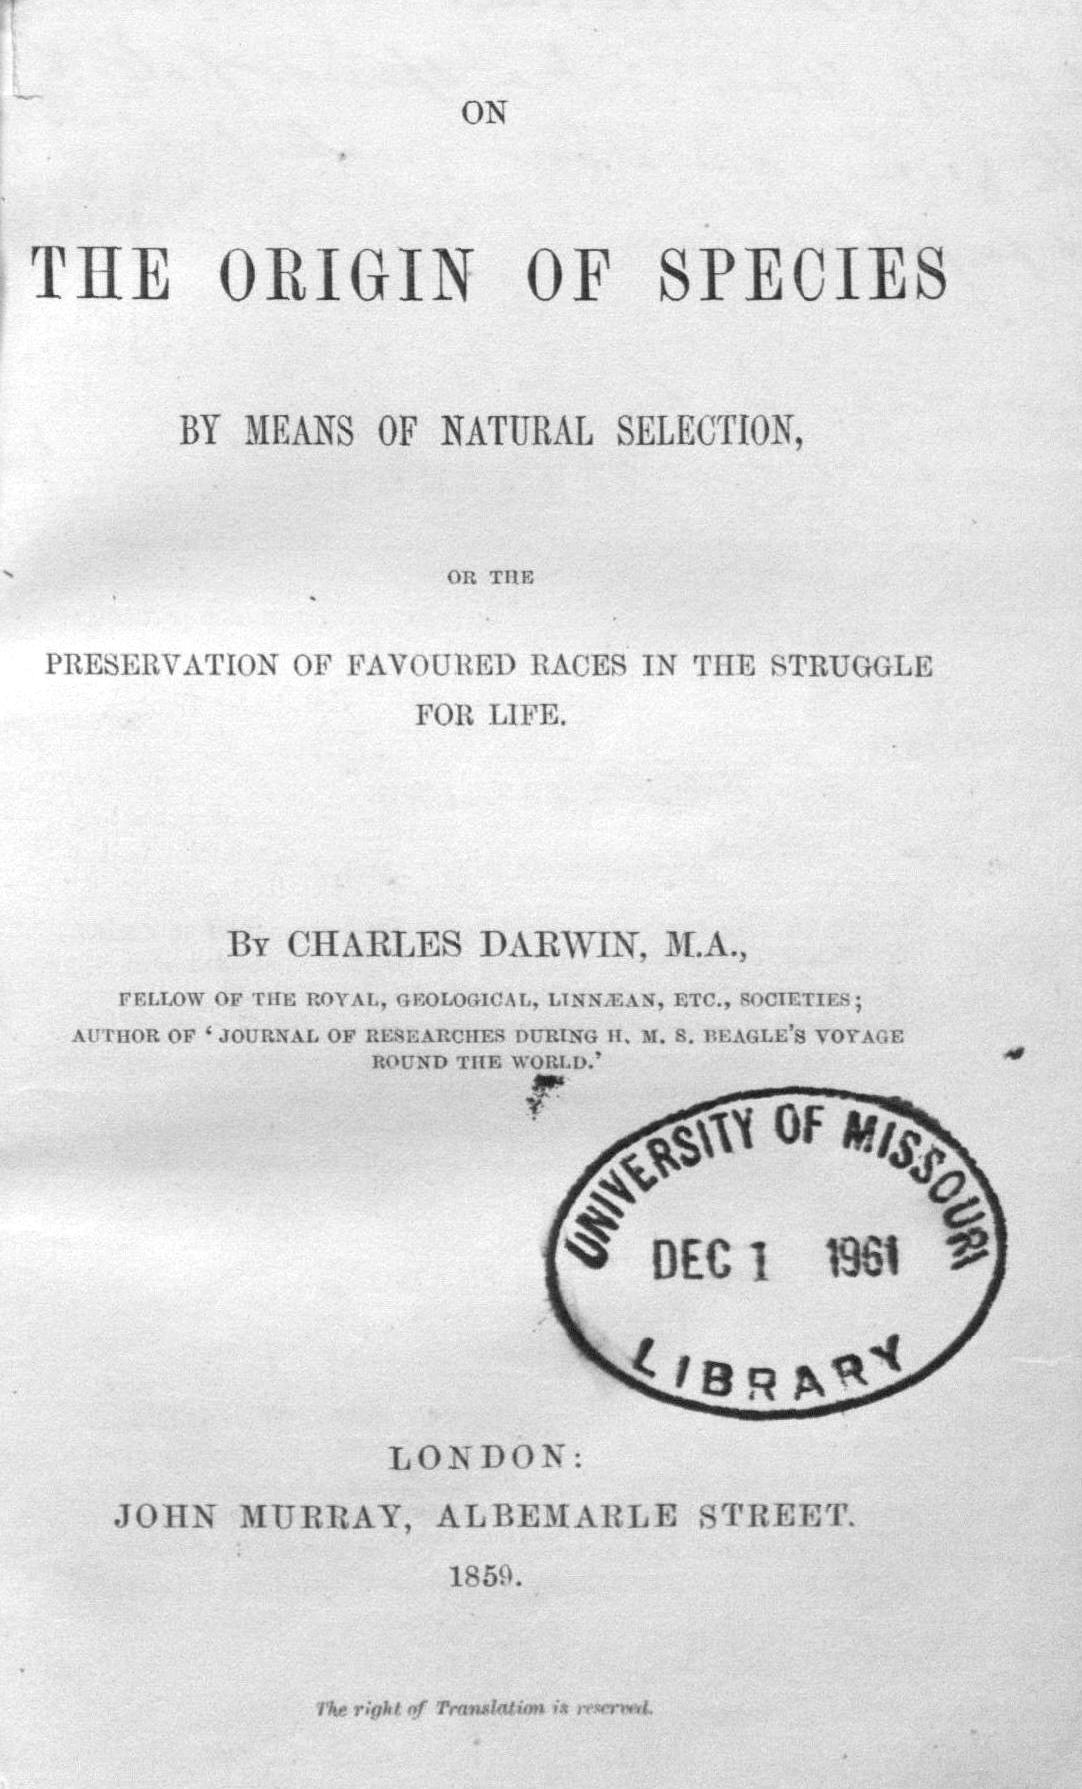 ON
THE ORIGIN OF SPECIES
BY MEANS OF NATURAL SELECTION,
OR THE
PRESERVATION OF FAVOURED RACES IN THE STRUGGLE
FOR LIFE.
BY CHARLES DARWIN, M.A.,
FELLOW OF THE ROYAL, GEOLOGICAL, LINNÆAN, ETC., SOCIETIES;
AUTHOR OF ‘JOURNAL OF RESEARCHES DURING H. M. S. BEAGLE’S VOYAGE
ROUND THE WORLD.’
UNIVERSITY OF MISSOURI
DEC 1 1961
LIBRARY
LONDON:
JOHN MURRAY, ALBEMARLE STREET.
1859.
The right of Translation is reserved.